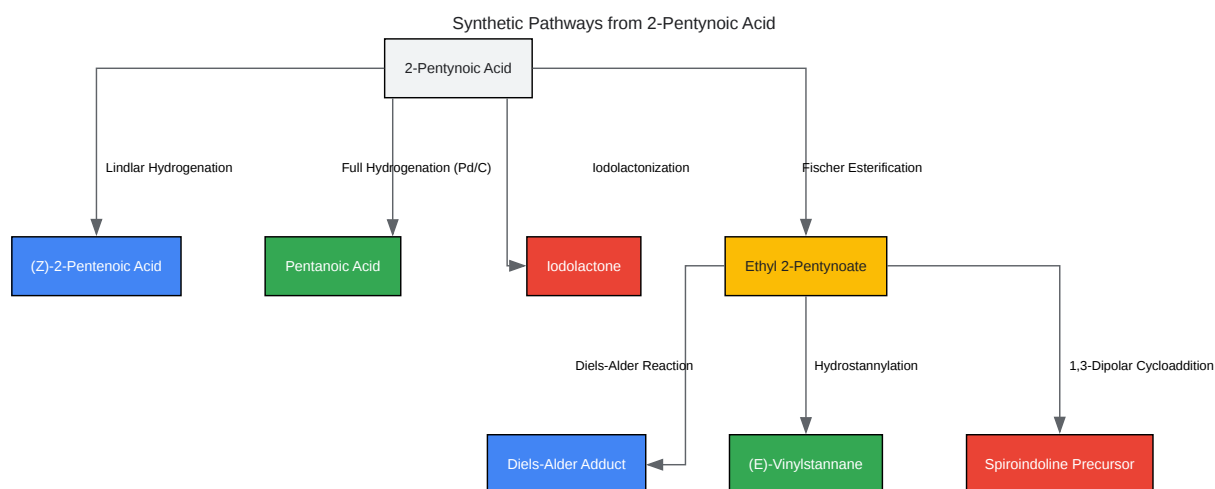 Synthetic Pathways from 2-Pentynoic Acid
2-Pentynoic Acid
Lindlar Hydrogenation
Full Hydrogenation (Pd/C)
Iodolactonization
Fischer Esterification
(Z)-2-Pentenoic Acid
Pentanoic Acid
Iodolactone
Ethyl 2-Pentynoate
Diels-Alder Reaction
Hydrostannylation
1,3-Dipolar Cycloaddition
Diels-Alder Adduct
(E)-Vinylstannane
Spiroindoline Precursor